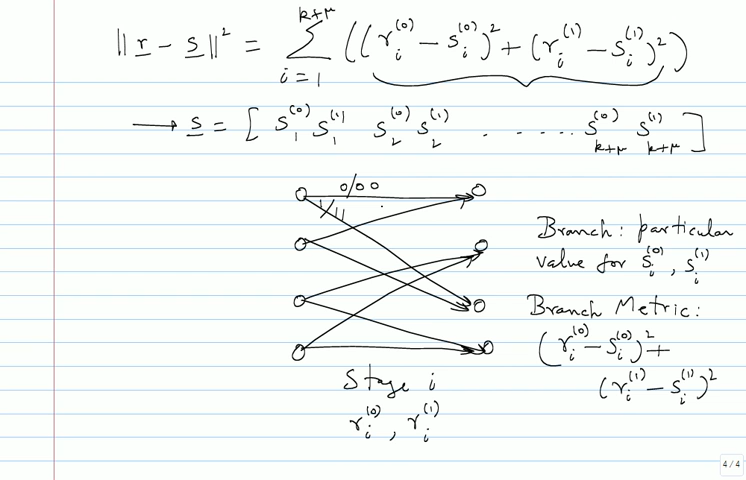 ‖r - s‖² = Σ_{i=1}^{k+μ} ((r_i^(0) - s_i^(0))² + (r_i^(1) - s_i^(1))²)
→ s = [ s_1^(0) s_1^(1) s_2^(0) s_2^(1) . . . . . . s_{k+μ}^(0) s_{k+μ}^(1) ]
0/00
1/11
Branch: particular
value for s_i^(0), s_i^(1)
Branch Metric:
(r_i^(0) - s_i^(0))² +
(r_i^(1) - s_i^(1))²
Stage i
r_i^(0), r_i^(1)
4/4